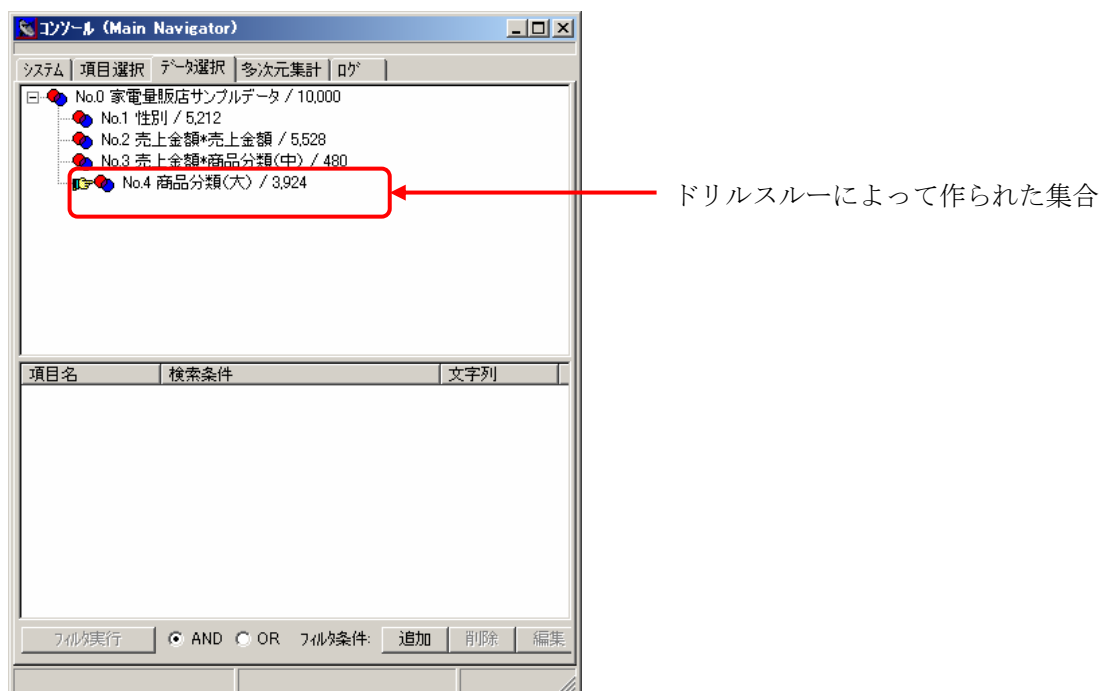 コンソール (Main Navigator)
システム 項目選択 データ選択 多次元集計 ログ
No.0 家電量販店サンプルデータ / 10,000
No.1 性別 / 5,212
No.2 売上金額*売上金額 / 5,528
No.3 売上金額*商品分類(中) / 480
No.4 商品分類(大) / 3,924
ドリルスルーによって作られた集合
項目名 検索条件 文字列
フィルタ実行 AND OR フィルタ条件: 追加 削除 編集